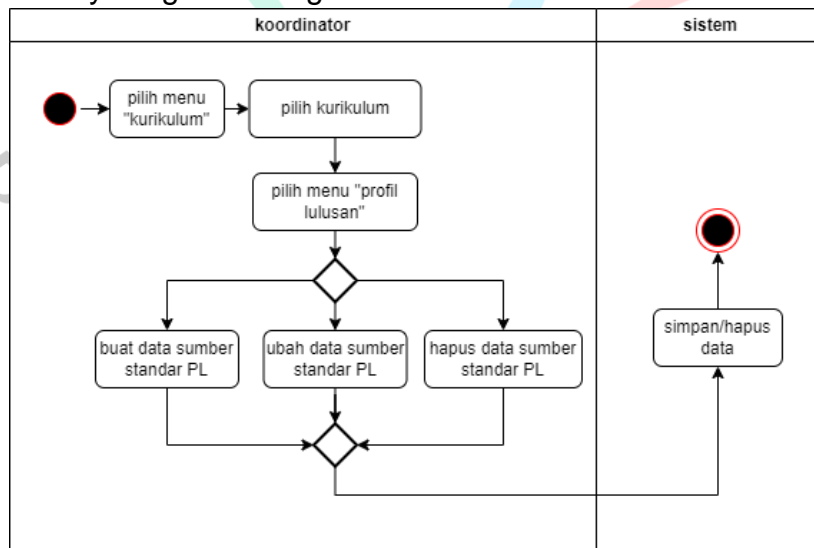 koordinator
sistem
pilih menu
"kurikulum"
pilih kurikulum
pilih menu "profil
lulusan"
buat data sumber
standar PL
ubah data sumber
standar PL
hapus data sumber
standar PL
simpan/hapus
data